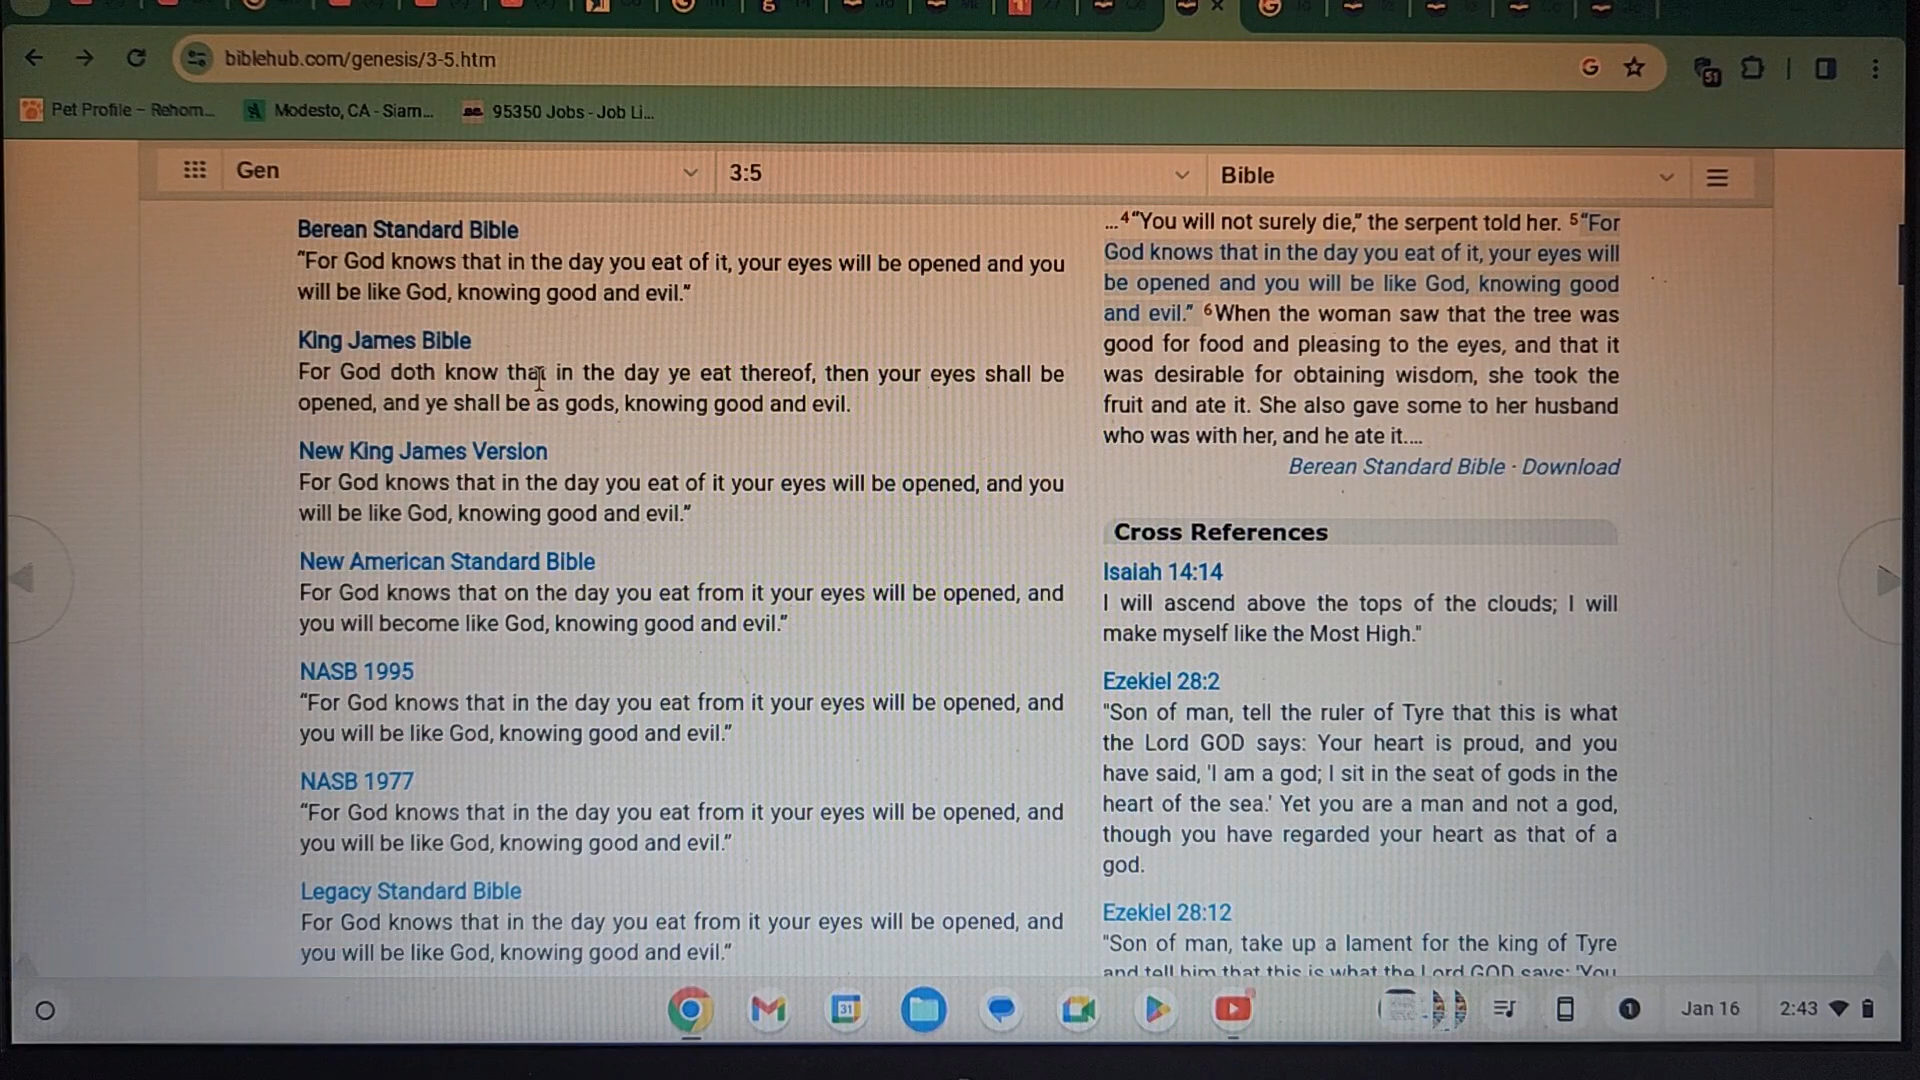 biblehub.com/genesis/3-5.htm
Pet Profile – Rehom...
Modesto, CA - Siam...
95350 Jobs - Job Li...
Gen
3:5
Bible
Berean Standard Bible
“For God knows that in the day you eat of it, your eyes will be opened and you
will be like God, knowing good and evil.”
King James Bible
For God doth know that in the day ye eat thereof, then your eyes shall be
opened, and ye shall be as gods, knowing good and evil.
New King James Version
For God knows that in the day you eat of it your eyes will be opened, and you
will be like God, knowing good and evil.”
New American Standard Bible
For God knows that on the day you eat from it your eyes will be opened, and
you will become like God, knowing good and evil.”
NASB 1995
“For God knows that in the day you eat from it your eyes will be opened, and
you will be like God, knowing good and evil.”
NASB 1977
“For God knows that in the day you eat from it your eyes will be opened, and
you will be like God, knowing good and evil.”
Legacy Standard Bible
For God knows that in the day you eat from it your eyes will be opened, and
you will be like God, knowing good and evil.”
...4“You will not surely die,” the serpent told her. 5“For
God knows that in the day you eat of it, your eyes will
be opened and you will be like God, knowing good
and evil.” 6When the woman saw that the tree was
good for food and pleasing to the eyes, and that it
was desirable for obtaining wisdom, she took the
fruit and ate it. She also gave some to her husband
who was with her, and he ate it....
Berean Standard Bible · Download
Cross References
Isaiah 14:14
I will ascend above the tops of the clouds; I will
make myself like the Most High."
Ezekiel 28:2
"Son of man, tell the ruler of Tyre that this is what
the Lord GOD says: Your heart is proud, and you
have said, 'I am a god; I sit in the seat of gods in the
heart of the sea.' Yet you are a man and not a god,
though you have regarded your heart as that of a
god.
Ezekiel 28:12
"Son of man, take up a lament for the king of Tyre
and tell him that this is what the Lord GOD says: 'You
31
1
Jan 16
2:43